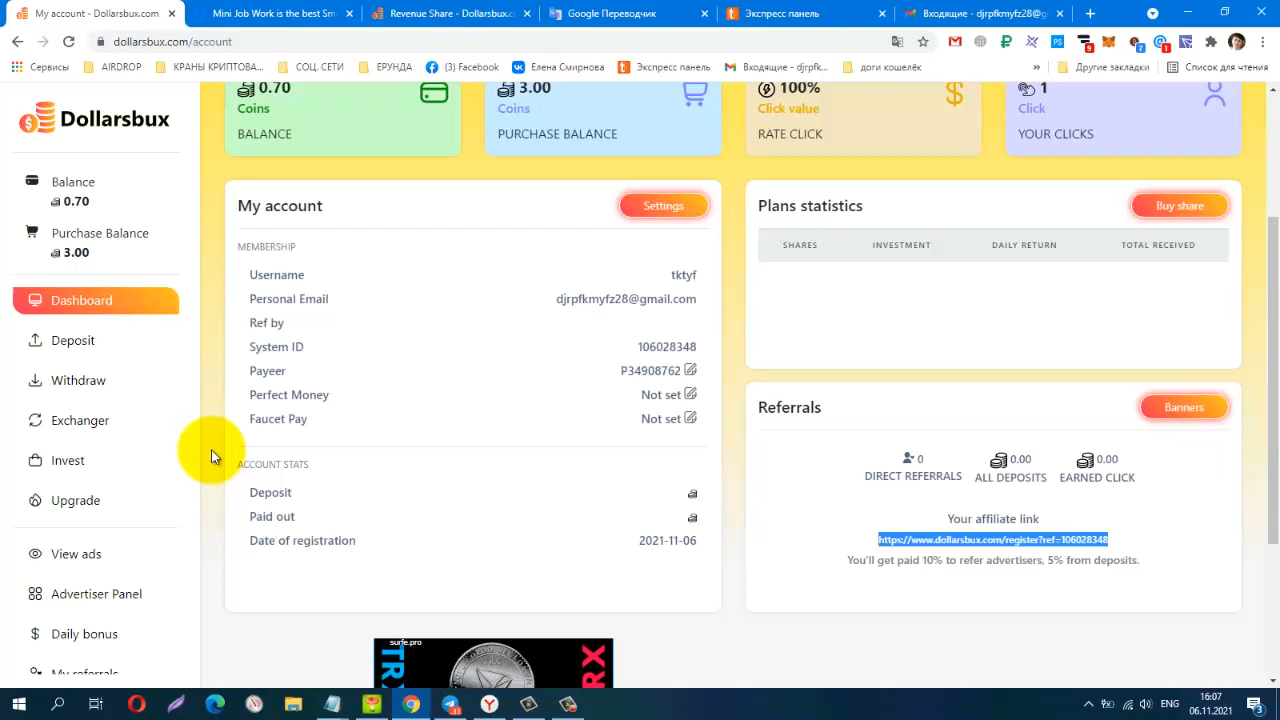 My account - Dollarsbux.com
Mini Job Work is the best Sm
Revenue Share - Dollarsbux.com
Google Переводчик
Экспресс панель
Входящие - djrpfkmyfz28@g
dollarsbux.com/account
Сервисы
AIRDROP
КРАНЫ КРИПТОВА...
СОЦ. СЕТИ
ЕРУНДА
(3) Facebook
Елена Смирнова
Экспресс панель
Входящие - djrpfk...
доги кошелёк
»
Другие закладки
Список для чтения
Dollarsbux
Balance
0.70
Purchase Balance
3.00
Dashboard
Deposit
Withdraw
Exchanger
Invest
Upgrade
View ads
Advertiser Panel
Daily bonus
My referrals
0.70
Coins
BALANCE
3.00
Coins
PURCHASE BALANCE
100%
Click value
RATE CLICK
1
Click
YOUR CLICKS
My account
Settings
MEMBERSHIP
Username tktyf
Personal Email djrpfkmyfz28@gmail.com
Ref by
System ID 106028348
Payeer P34908762
Perfect Money Not set
Faucet Pay Not set
ACCOUNT STATS
Deposit
Paid out
Date of registration 2021-11-06
Plans statistics
Buy share
SHARES INVESTMENT DAILY RETURN TOTAL RECEIVED
Referrals
Banners
0
DIRECT REFERRALS
0.00
ALL DEPOSITS
0.00
EARNED CLICK
Your affiliate link
https://www.dollarsbux.com/register?ref=106028348
You'll get paid 10% to refer advertisers, 5% from deposits.
surfe.pro
TRX
TRX
ENG
16:07
06.11.2021